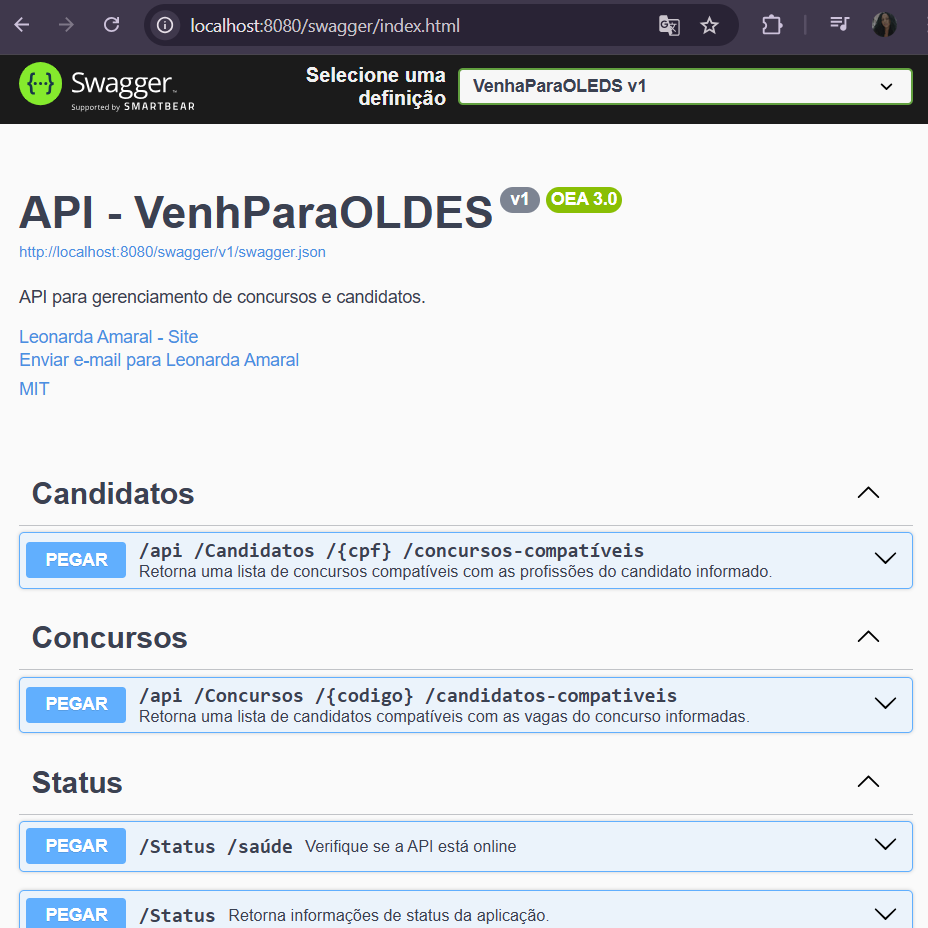 localhost:8080/swagger/index.html
Swagger
Supported by SMARTBEAR
Selecione uma
definição
VenhaParaOLEDS v1
API - VenhParaOLDES v1 OEA 3.0
http://localhost:8080/swagger/v1/swagger.json
API para gerenciamento de concursos e candidatos.
Leonarda Amaral - Site
Enviar e-mail para Leonarda Amaral
MIT
Candidatos
PEGAR /api /Candidatos /{cpf} /concursos-compatíveis
Retorna uma lista de concursos compatíveis com as profissões do candidato informado.
Concursos
PEGAR /api /Concursos /{codigo} /candidatos-compativeis
Retorna uma lista de candidatos compatíveis com as vagas do concurso informadas.
Status
PEGAR /Status /saúde Verifique se a API está online
PEGAR /Status Retorna informações de status da aplicação.